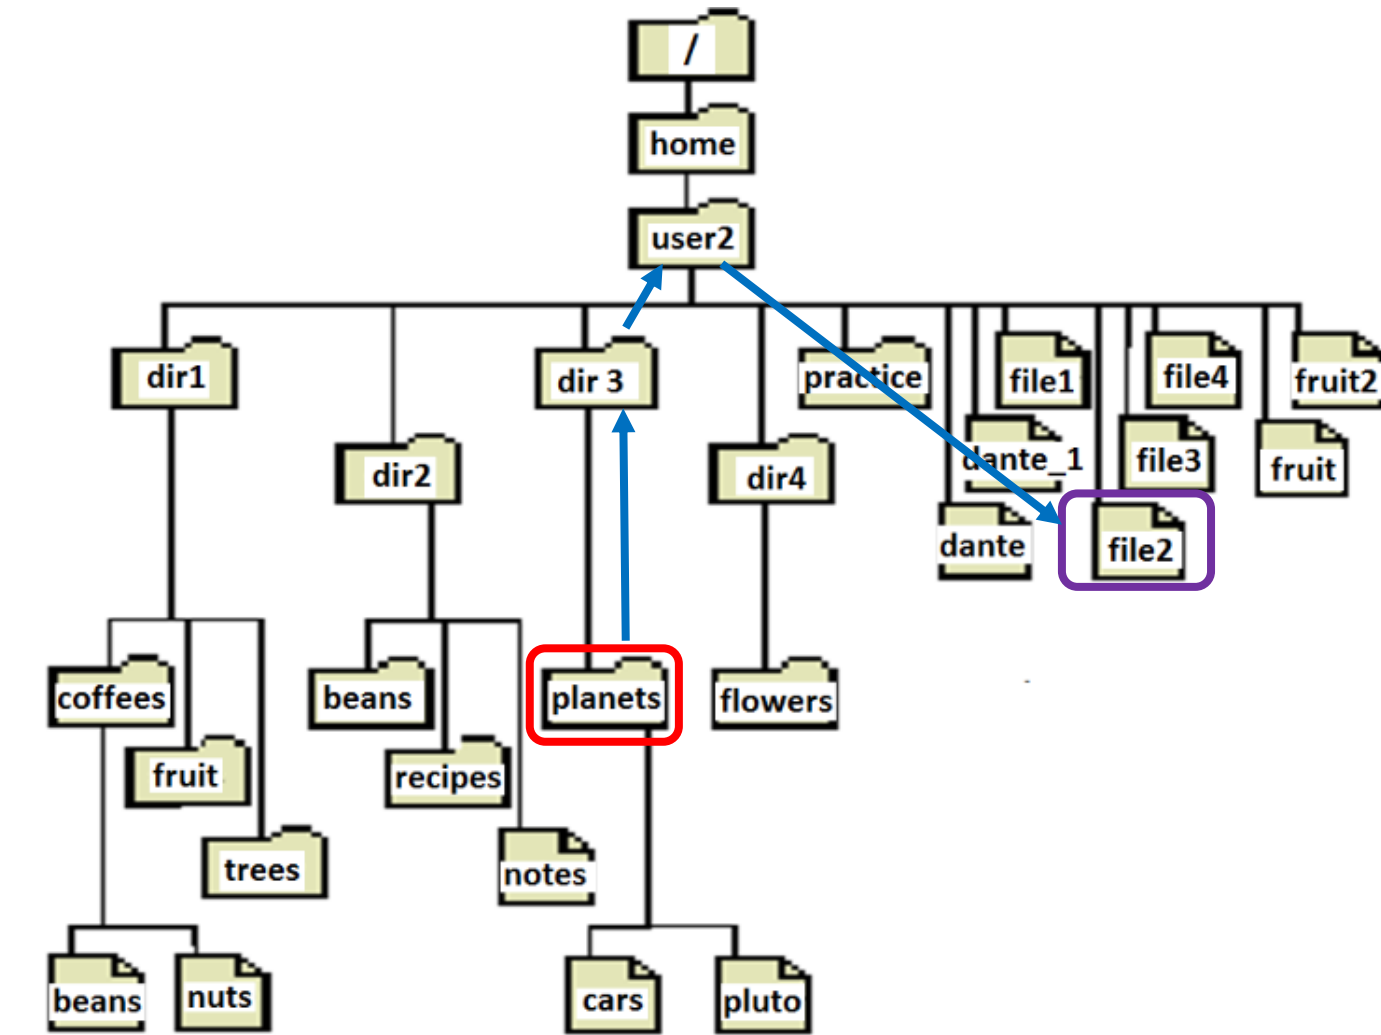 /
home
user2
dir1
dir 3
practice
file1
file4
fruit2
dir2
dir4
dante_1
file3
fruit
dante
file2
coffees
beans
planets
flowers
fruit
recipes
trees
notes
beans
nuts
cars
pluto